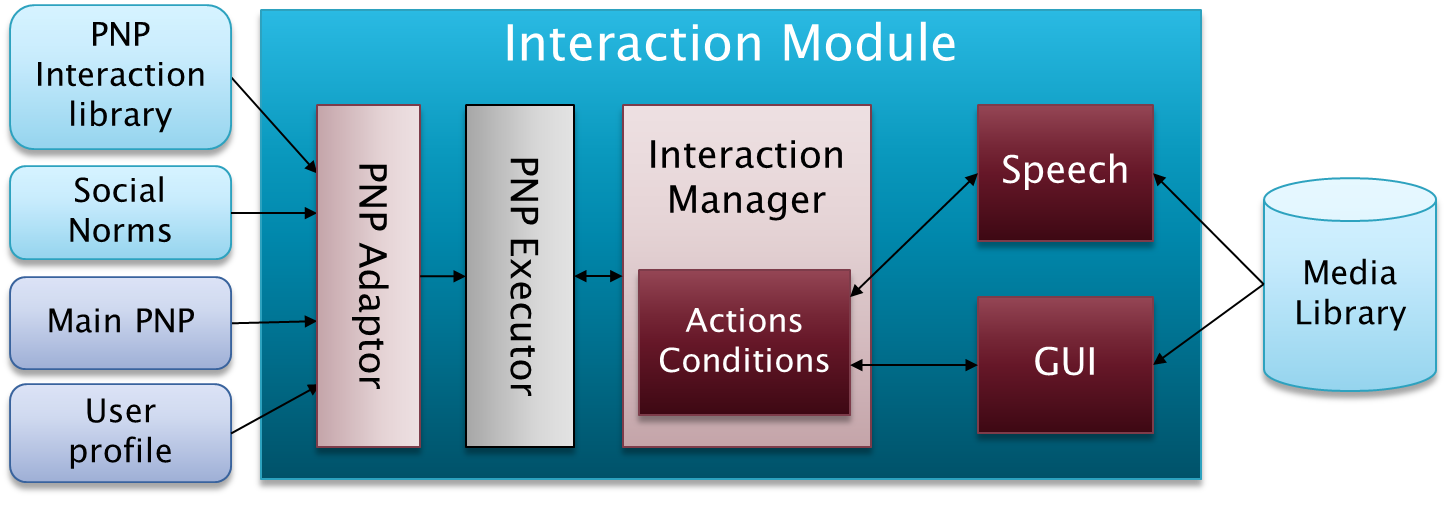 PNP
Interaction
library
Social
Norms
Main PNP
User
profile
Interaction Module
PNP Adaptor
PNP Executor
Interaction
Manager
Actions
Conditions
Speech
GUI
Media
Library